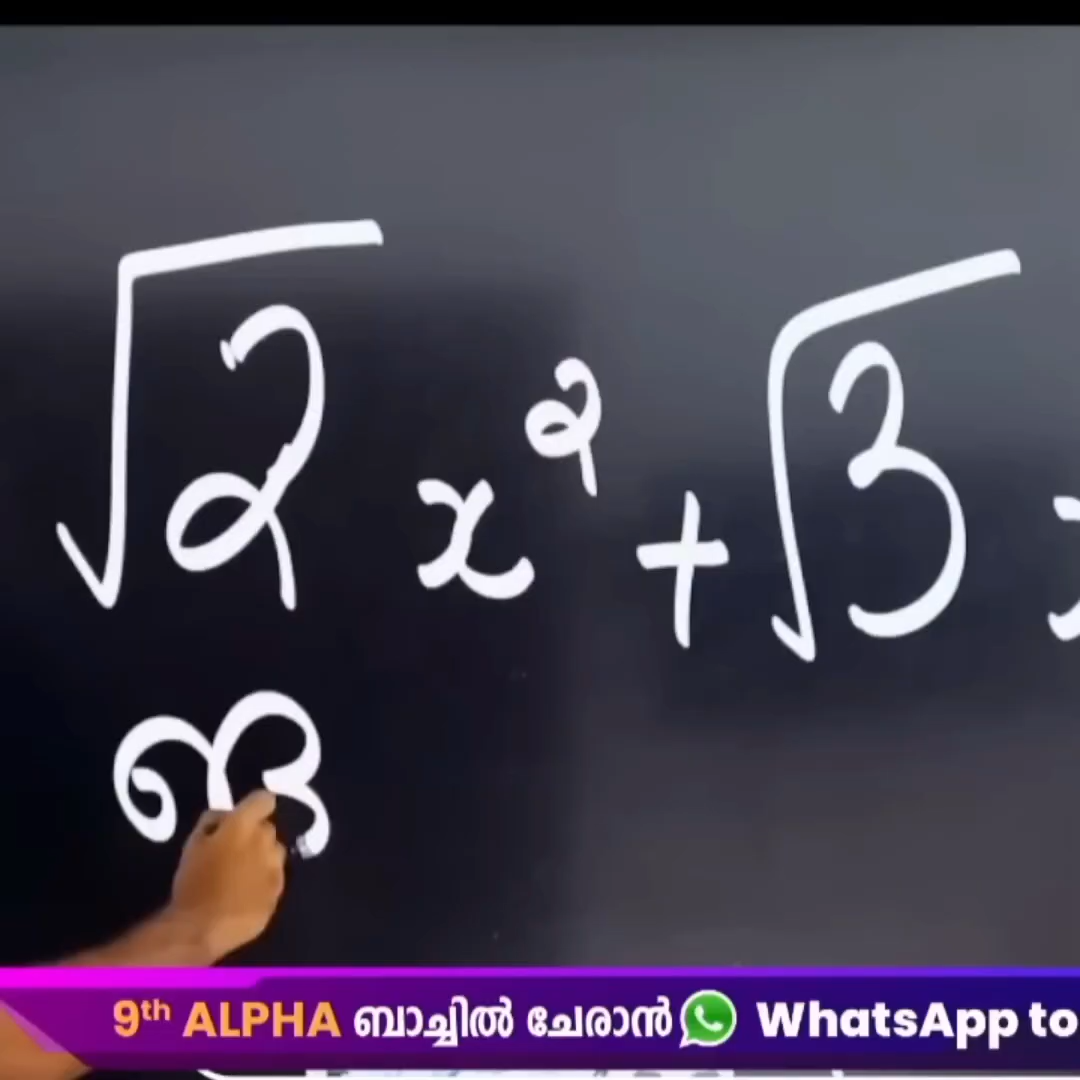 √2 x² + √3 x
ജ
9th ALPHA ബാച്ചിൽ ചേരാൻ WhatsApp to